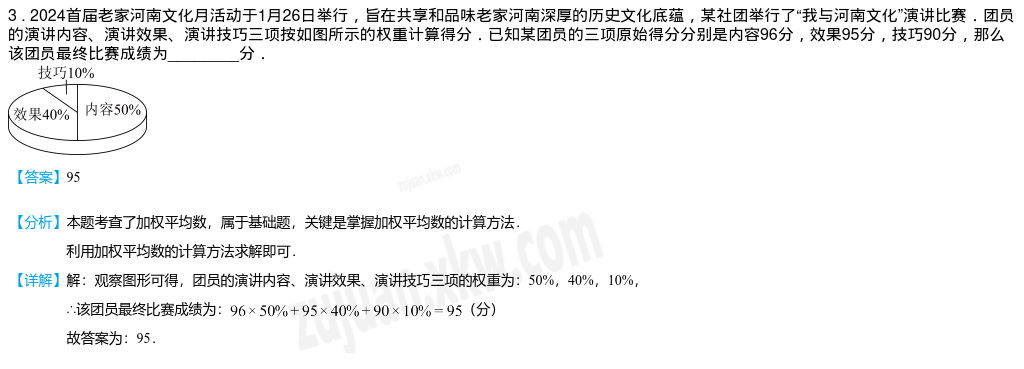 3．2024首届老家河南文化月活动于1月26日举行，旨在共享和品味老家河南深厚的历史文化底蕴，某社团举行了“我与河南文化”演讲比赛．团员
的演讲内容、演讲效果、演讲技巧三项按如图所示的权重计算得分．已知某团员的三项原始得分分别是内容96分，效果95分，技巧90分，那么
该团员最终比赛成绩为________分．
技巧10%
效果40%
内容50%
【答案】95
zujuan.xkw.com
【分析】本题考查了加权平均数，属于基础题，关键是掌握加权平均数的计算方法．
利用加权平均数的计算方法求解即可．
zujuan.xkw.com
【详解】解：观察图形可得，团员的演讲内容、演讲效果、演讲技巧三项的权重为：50%，40%，10%，
∴该团员最终比赛成绩为：96×50%+95×40%+90×10%=95（分）
故答案为：95．